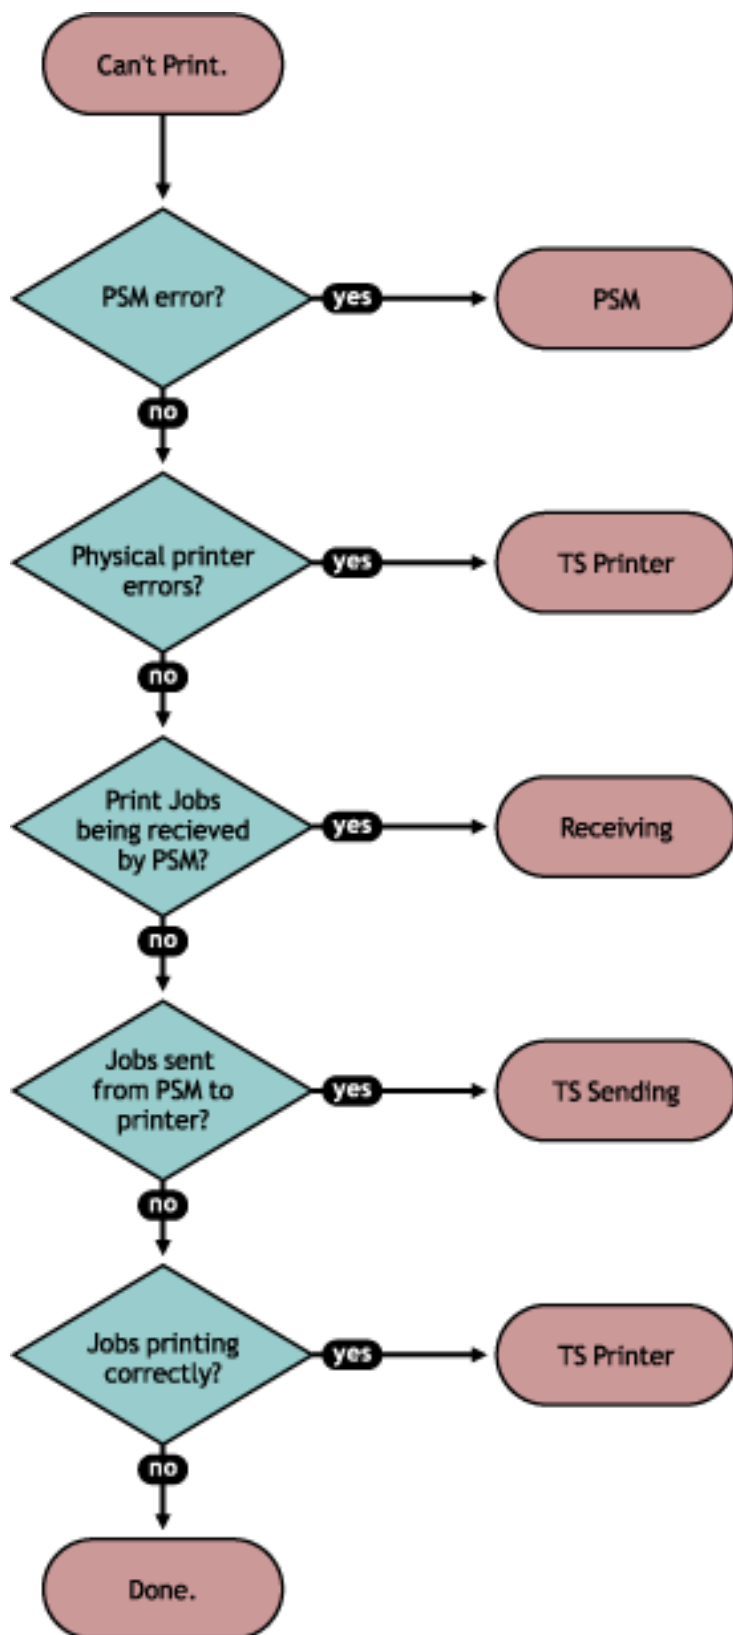 Can't Print.
PSM error?
yes
PSM
no
Physical printer
errors?
yes
TS Printer
no
Print Jobs
being recieved
by PSM?
yes
Receiving
no
Jobs sent
from PSM to
printer?
yes
TS Sending
no
Jobs printing
correctly?
yes
TS Printer
no
Done.